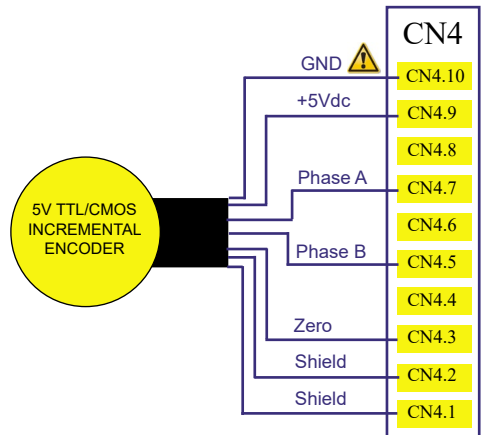 CN4
GND
CN4.10
+5Vdc
CN4.9
CN4.8
Phase A
CN4.7
5V TTL/CMOS
INCREMENTAL
ENCODER
CN4.6
Phase B
CN4.5
CN4.4
Zero
CN4.3
Shield
CN4.2
Shield
CN4.1